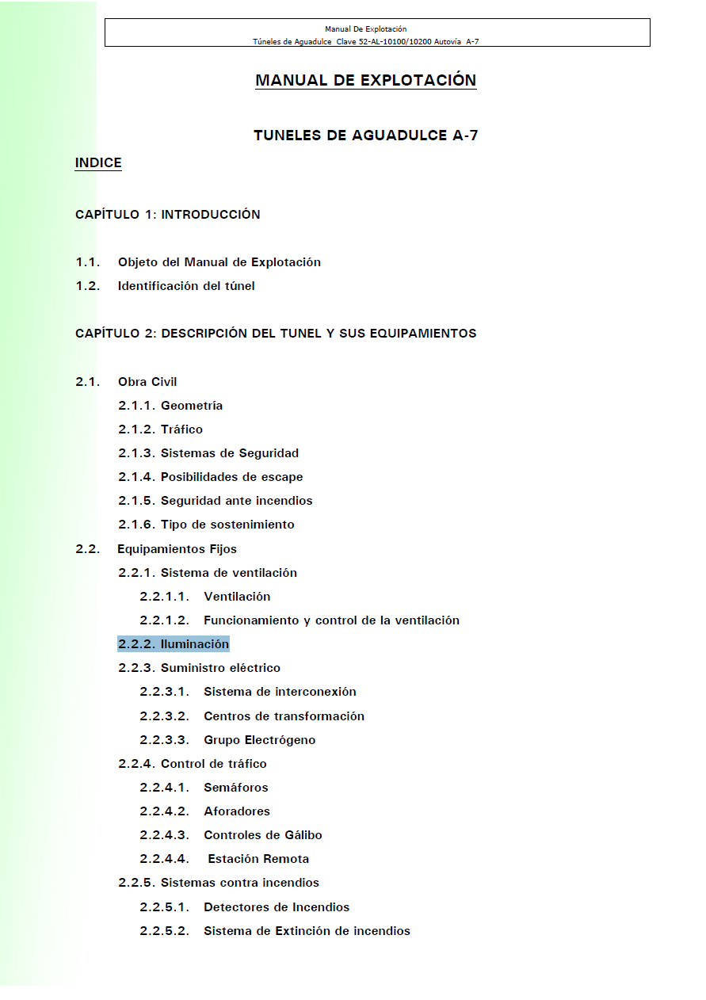 Manual De Explotación
Túneles de Aguadulce Clave 52-AL-10100/10200 Autovía A-7
MANUAL DE EXPLOTACIÓN
TUNELES DE AGUADULCE A-7
INDICE
CAPÍTULO 1: INTRODUCCIÓN
1.1. Objeto del Manual de Explotación
1.2. Identificación del túnel
CAPÍTULO 2: DESCRIPCIÓN DEL TUNEL Y SUS EQUIPAMIENTOS
2.1. Obra Civil
2.1.1. Geometría
2.1.2. Tráfico
2.1.3. Sistemas de Seguridad
2.1.4. Posibilidades de escape
2.1.5. Seguridad ante incendios
2.1.6. Tipo de sostenimiento
2.2. Equipamientos Fijos
2.2.1. Sistema de ventilación
2.2.1.1. Ventilación
2.2.1.2. Funcionamiento y control de la ventilación
2.2.2. Iluminación
2.2.3. Suministro eléctrico
2.2.3.1. Sistema de interconexión
2.2.3.2. Centros de transformación
2.2.3.3. Grupo Electrógeno
2.2.4. Control de tráfico
2.2.4.1. Semáforos
2.2.4.2. Aforadores
2.2.4.3. Controles de Gálibo
2.2.4.4. Estación Remota
2.2.5. Sistemas contra incendios
2.2.5.1. Detectores de Incendios
2.2.5.2. Sistema de Extinción de incendios